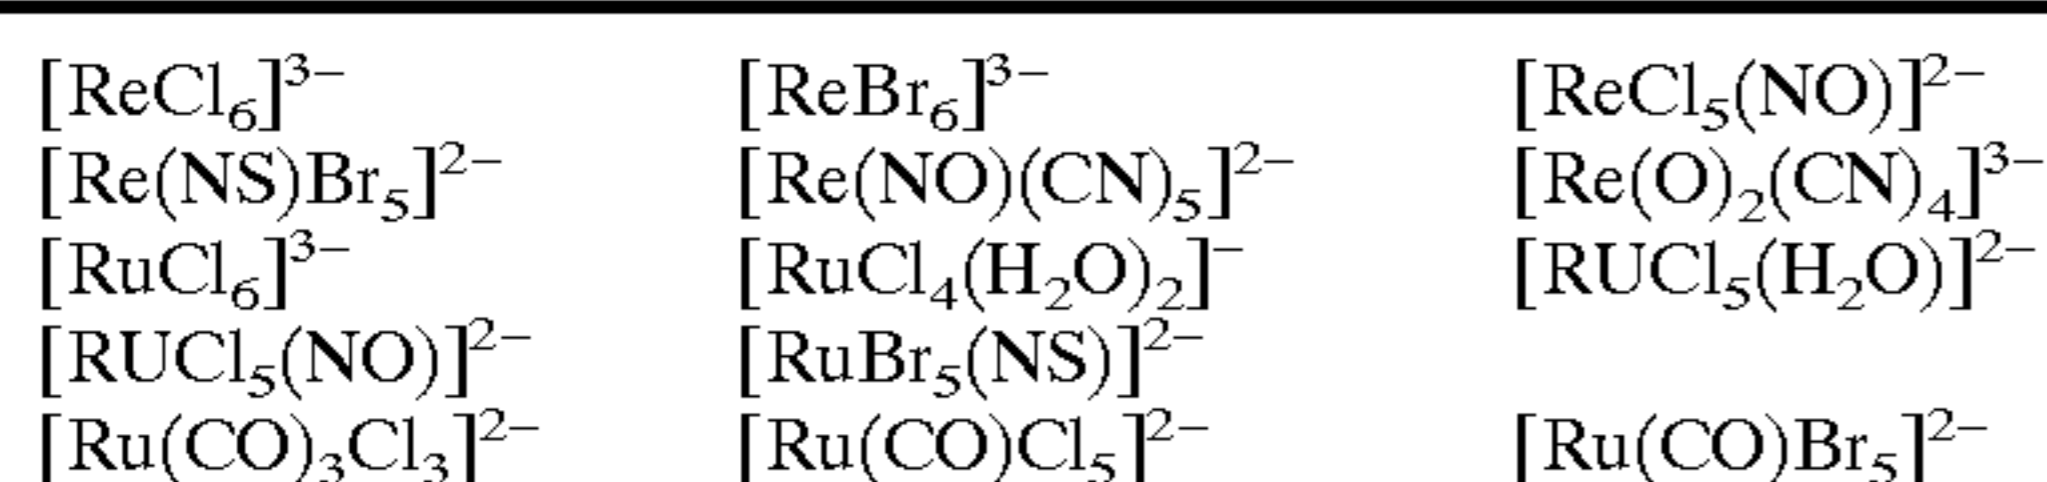 [ReCl₆]³⁻ [ReBr₆]³⁻ [ReCl₅(NO)]²⁻
[Re(NS)Br₅]²⁻ [Re(NO)(CN)₅]²⁻ [Re(O)₂(CN)₄]³⁻
[RuCl₆]³⁻ [RuCl₄(H₂O)₂]⁻ [RUCl₅(H₂O)]²⁻
[RUCl₅(NO)]²⁻ [RuBr₅(NS)]²⁻
[Ru(CO)₃Cl₃]²⁻ [Ru(CO)Cl₅]²⁻ [Ru(CO)Br₅]²⁻